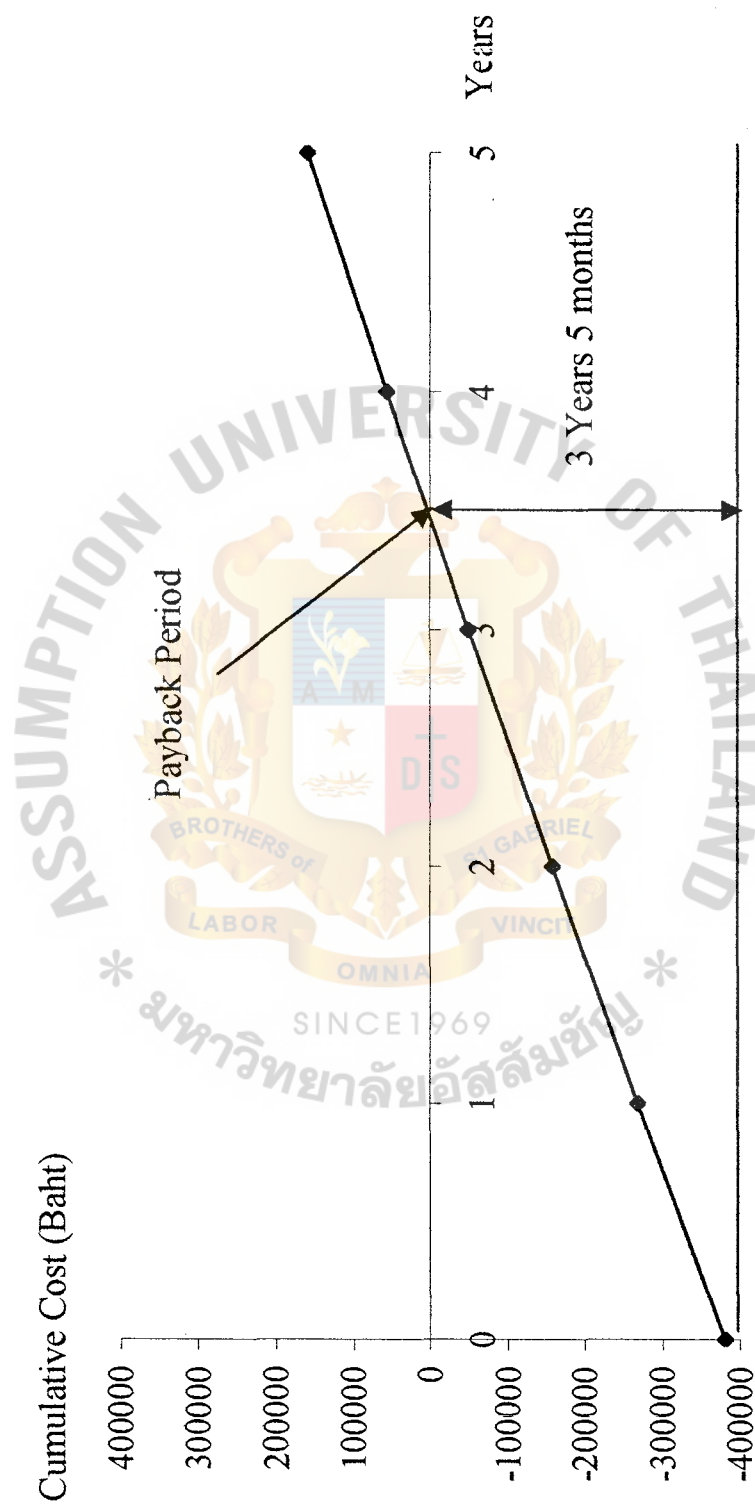 Cumulative Cost (Baht)
400000
300000
200000
100000
0
-100000
-200000
-300000
-400000
0
1
2
3
4
5
Years
Payback Period
3 Years 5 months
ASSUMPTION UNIVERSITY OF THAILAND
A M
D S
BROTHERS of
ST GABRIEL
LABOR
OMNIA
VINCIT
SINCE1969
* มหาวิทยาลัยอัสสัมชัญ *